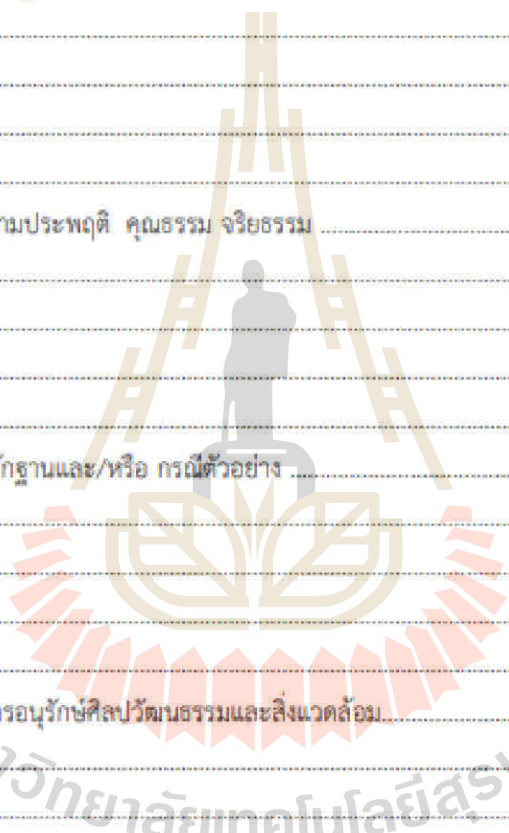 ามประพฤติ คุณธรรม จริยธรรม
ักฐานและ/หรือ กรณีตัวอย่าง
รอนุรักษ์ศิลปวัฒนธรรมและสิ่งแวดล้อม
าวิทยาลัยเทคโนโลยีสุร